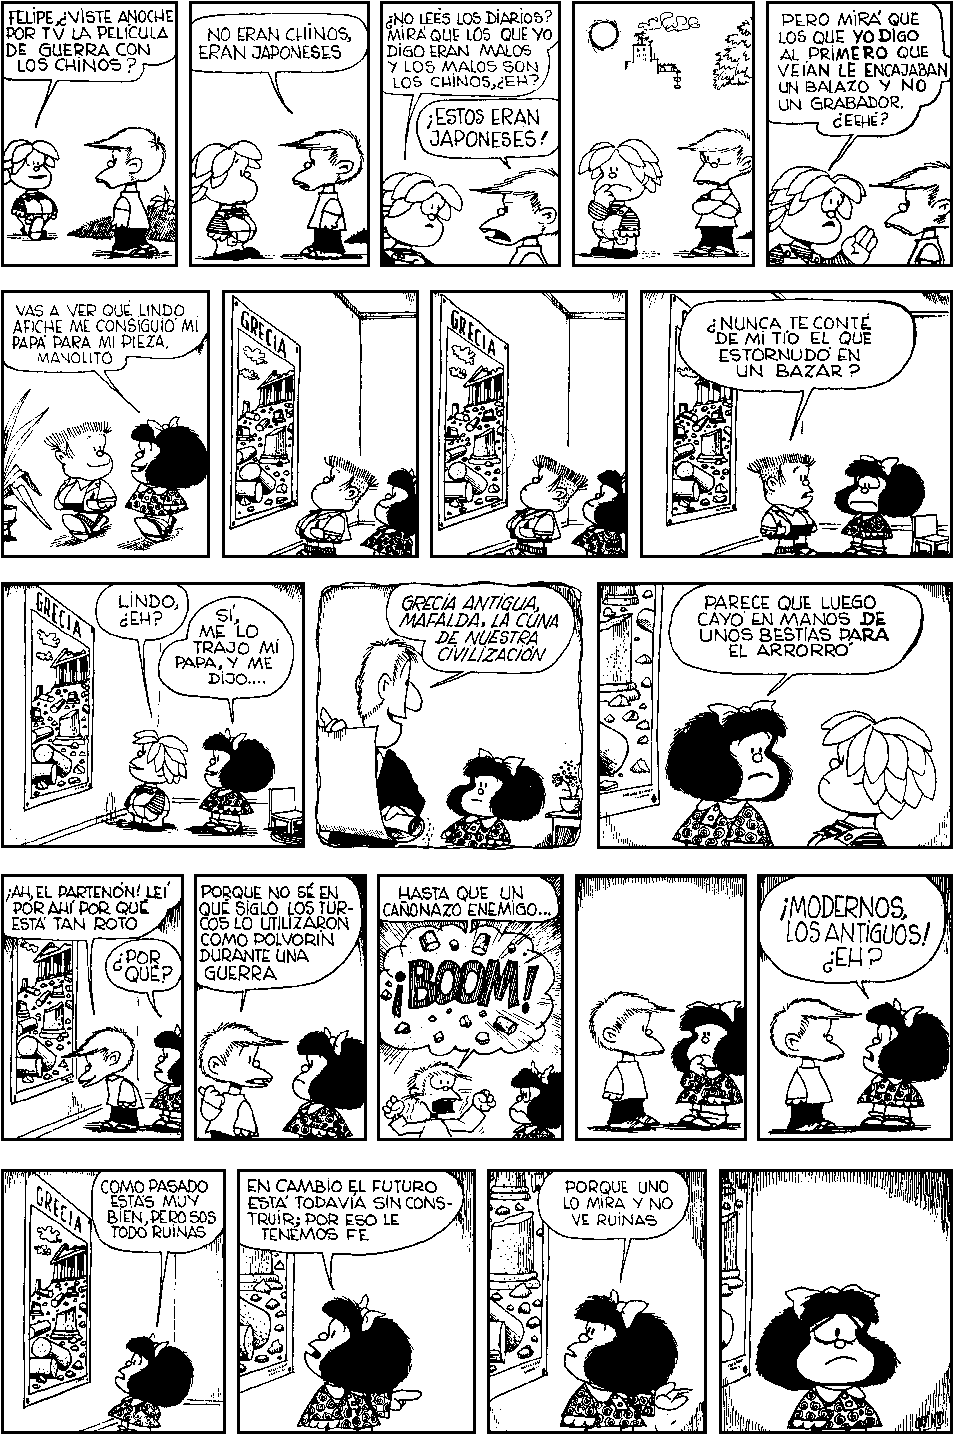 FELIPE ¿VISTE ANOCHE
POR TV LA PELÍCULA
DE GUERRA CON
LOS CHINOS?
NO ERAN CHINOS,
ERAN JAPONESES
¿NO LEÉS LOS DIARIOS?
MIRÁ QUE LOS QUE YO
DIGO ERAN MALOS
Y LOS MALOS SON
LOS CHINOS, ¿EH?
¡ESTOS ERAN
JAPONESES!
PERO MIRÁ QUE
LOS QUE YO DIGO
AL PRIMERO QUE
VEÍAN LE ENCAJABAN
UN BALAZO Y NO
UN GRABADOR.
¿EEHÉ?
VAS A VER QUÉ LINDO
AFICHE ME CONSIGUIÓ MI
PAPÁ PARA MI PIEZA,
MANOLITO
GRECIA
GRECIA
¿NUNCA TE CONTÉ
DE MI TÍO EL QUE
ESTORNUDÓ EN
UN BAZAR?
GRECIA
LINDO,
¿EH?
SÍ,
ME LO
TRAJO MI
PAPÁ, Y ME
DIJO....
GRECIA ANTIGUA,
MAFALDA. LA CUNA
DE NUESTRA
CIVILIZACIÓN
PARECE QUE LUEGO
CAYÓ EN MANOS DE
UNOS BESTIAS PARA
EL ARRORRÓ
¡AH, EL PARTENÓN! LEÍ
POR AHÍ POR QUÉ
ESTÁ TAN ROTO
¿POR
QUÉ?
PORQUE NO SÉ EN
QUÉ SIGLO LOS TUR-
COS LO UTILIZARON
COMO POLVORÍN
DURANTE UNA
GUERRA
HASTA QUE UN
CAÑONAZO ENEMIGO...
¡BOOM!
¡MODERNOS,
LOS ANTIGUOS!
¿EH?
GRECIA
COMO PASADO
ESTÁS MUY
BIEN, PERO SOS
TODO RUINAS
EN CAMBIO EL FUTURO
ESTÁ TODAVÍA SIN CONS-
TRUIR; POR ESO LE
TENEMOS FE
PORQUE UNO
LO MIRA Y NO
VE RUINAS